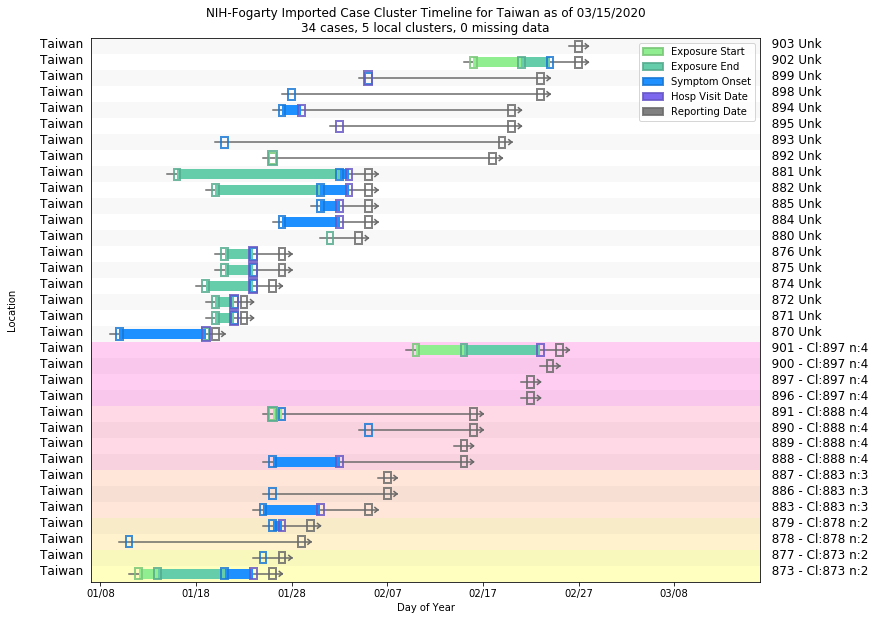 NIH-Fogarty Imported Case Cluster Timeline for Taiwan as of 03/15/2020
34 cases, 5 local clusters, 0 missing data
Exposure Start
Exposure End
Symptom Onset
Hosp Visit Date
Reporting Date
Taiwan 903 Unk
Taiwan 902 Unk
Taiwan 899 Unk
Taiwan 898 Unk
Taiwan 894 Unk
Taiwan 895 Unk
Taiwan 893 Unk
Taiwan 892 Unk
Taiwan 881 Unk
Taiwan 882 Unk
Taiwan 885 Unk
Taiwan 884 Unk
Taiwan 880 Unk
Taiwan 876 Unk
Taiwan 875 Unk
Taiwan 874 Unk
Taiwan 872 Unk
Taiwan 871 Unk
Taiwan 870 Unk
Taiwan 901 - Cl:897 n:4
Taiwan 900 - Cl:897 n:4
Taiwan 897 - Cl:897 n:4
Taiwan 896 - Cl:897 n:4
Taiwan 891 - Cl:888 n:4
Taiwan 890 - Cl:888 n:4
Taiwan 889 - Cl:888 n:4
Taiwan 888 - Cl:888 n:4
Taiwan 887 - Cl:883 n:3
Taiwan 886 - Cl:883 n:3
Taiwan 883 - Cl:883 n:3
Taiwan 879 - Cl:878 n:2
Taiwan 878 - Cl:878 n:2
Taiwan 877 - Cl:873 n:2
Taiwan 873 - Cl:873 n:2
Location
01/08 01/18 01/28 02/07 02/17 02/27 03/08
Day of Year